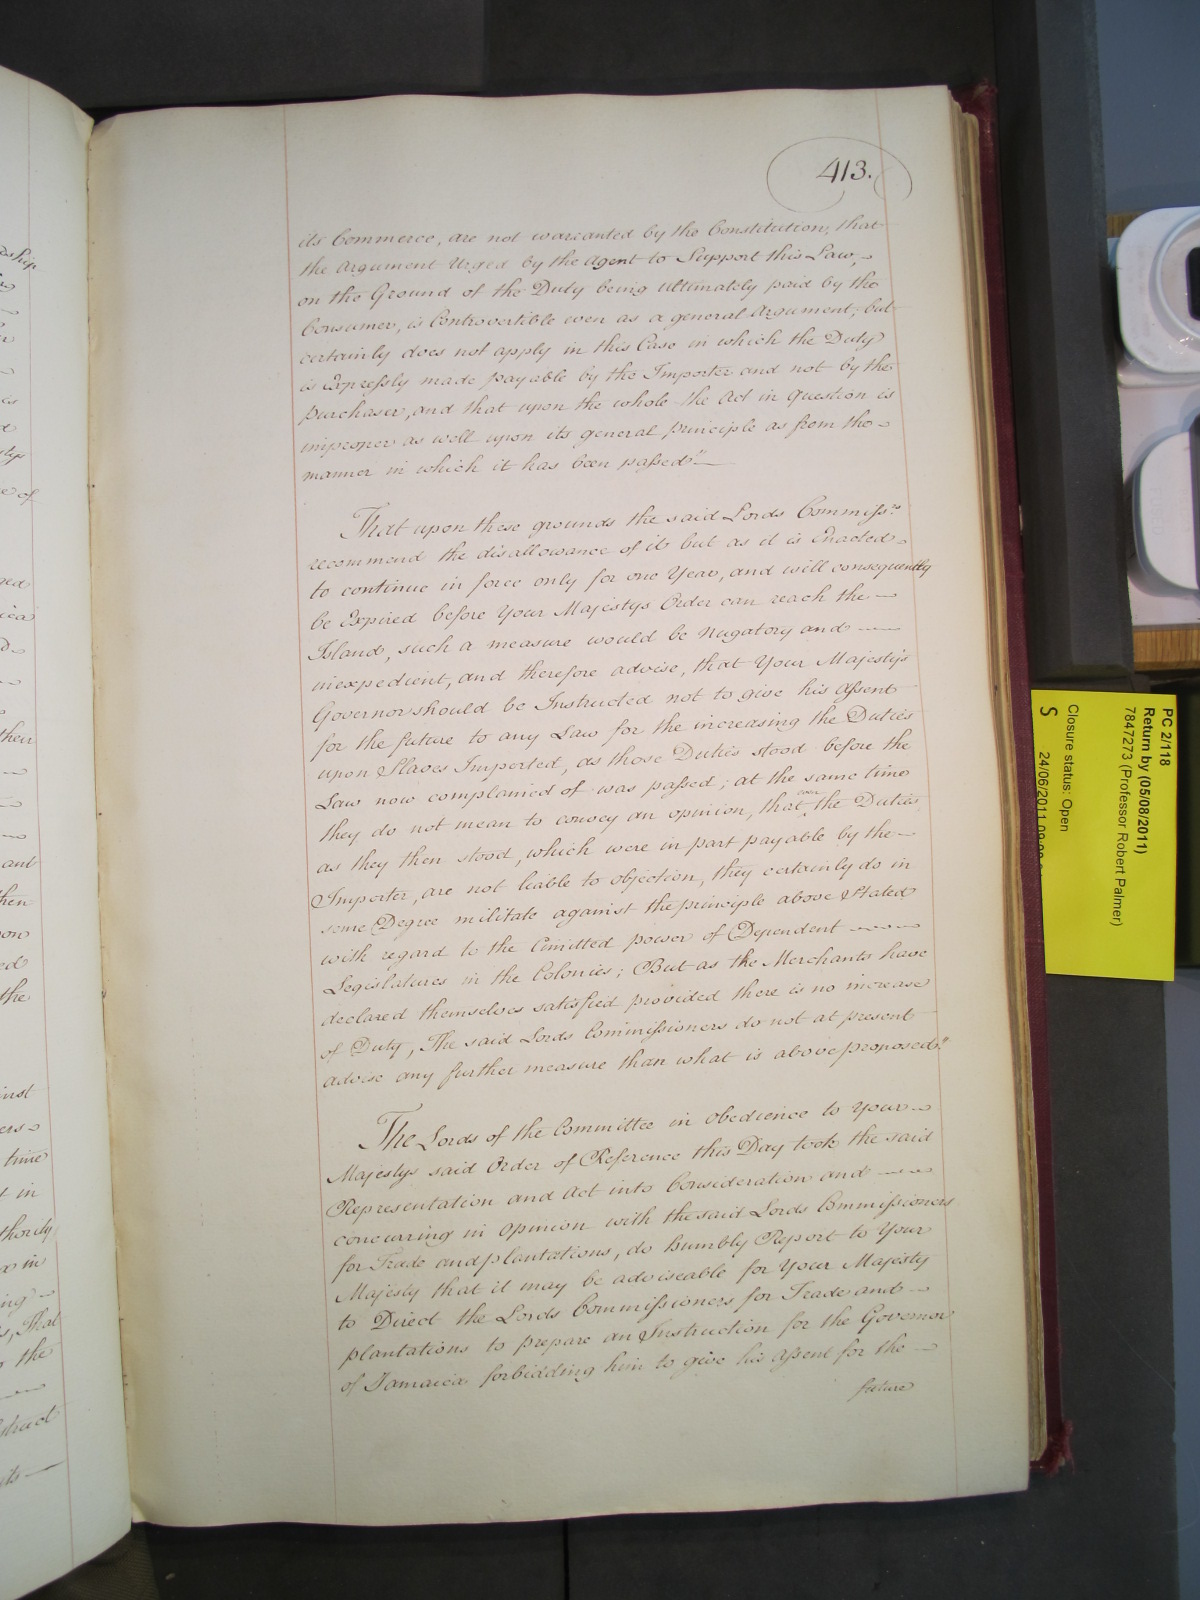 413.
its Commerce, are not warranted by the Constitution, that
the Argument Urged by the Agent to Support this Law,
on the Ground of the Duty being ultimately paid by the
Consumer, is Controvertible even as a general Argument, but
certainly does not apply in this Case in which the Duty
is Expressly made payable by the Importer and not by the
purchaser, and that upon the whole the Act in Question is
improper as well upon its general principle as from the
manner in which it has been passed"
That upon these grounds the said Lords Commissrs
recommend the disallowance of it but as it is Enacted
to continue in force only for one Year, and will consequently
be Expired before Your Majestys Order can reach the
Island, such a measure would be nugatory and
inexpedient, and therefore advise, that Your Majesty's
Governor should be Instructed not to give his Assent
for the future to any Law for the increasing the Duties
upon Slaves Imported, as those Duties stood before the
Law now complained of was passed; at the same time
they do not mean to convey an opinion, that even the Duties
as they then stood, which were in part payable by the
Importer, are not liable to objection, they certainly do in
some Degree militate against the principle above Stated
with regard to the limitted power of Dependent
Legislatures in the Colonies; But as the Merchants have
declared themselves satisfied provided there is no increase
of Duty, The said Lords Commissioners do not at present
advise any further measure than what is above proposed."
The Lords of the Committee in Obedience to Your
Majestys said Order of Reference this Day took the said
Representation and Act into Consideration and
concurring in Opinion with the said Lords Commissioners
for Trade and plantations, do humbly Report to Your
Majesty that it may be adviseable for Your Majesty
to Direct the Lords Commissioners for Trade and
plantations to prepare an Instruction for the Governor
of Jamaica forbidding him to give his Assent for the
future
PC 2/118
Return by (05/08/2011)
7847273 (Professor Robert Palmer)
Closure status: Open
S 24/06/2011